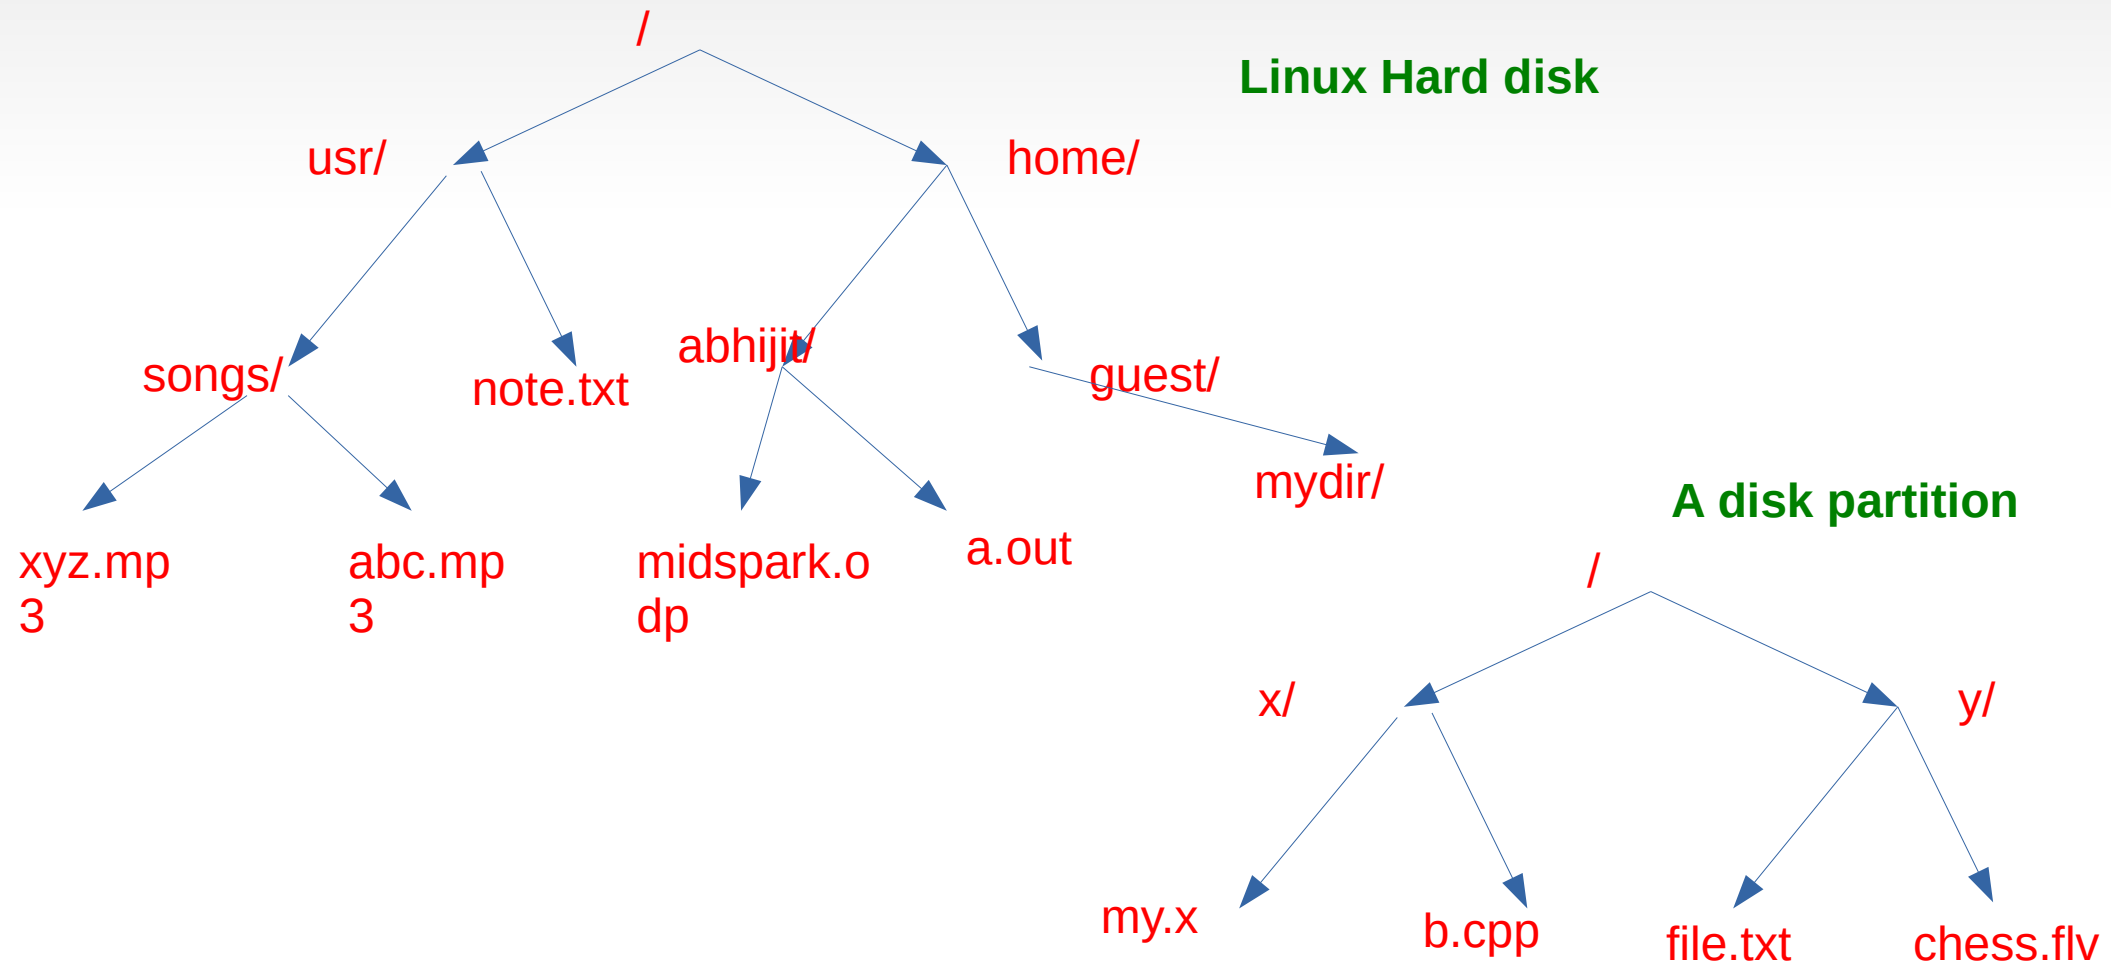 /
Linux Hard disk
usr/
home/
abhijit/
songs/
note.txt
guest/
mydir/
A disk partition
xyz.mp
3
abc.mp
3
midspark.o
dp
a.out
/
x/
y/
my.x
b.cpp
file.txt
chess.flv